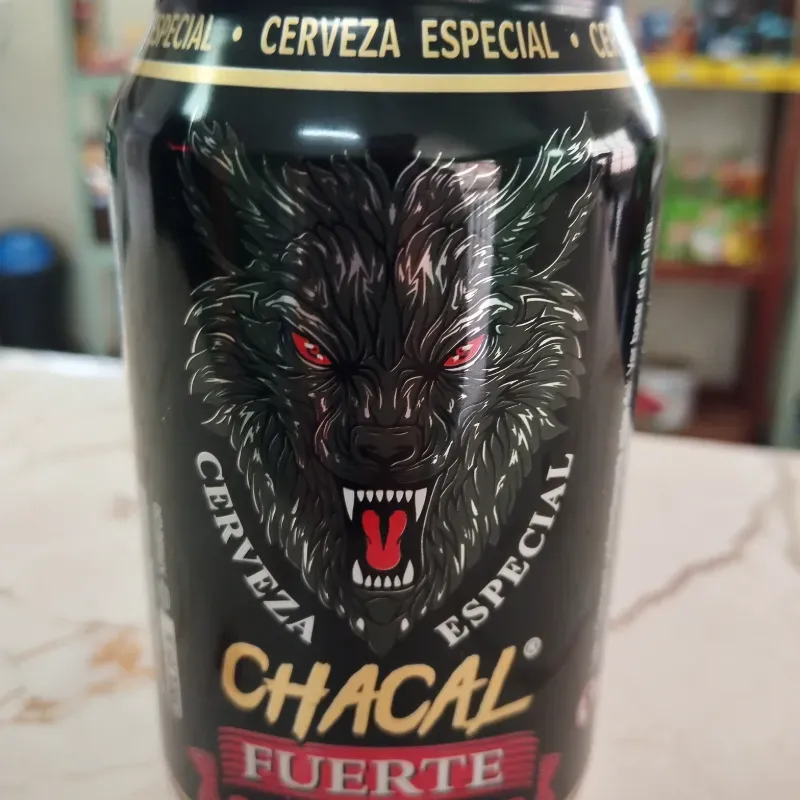 SPECIAL • CERVEZA ESPECIAL • CE
CERVEZA ESPECIAL
CHACAL®
FUERTE